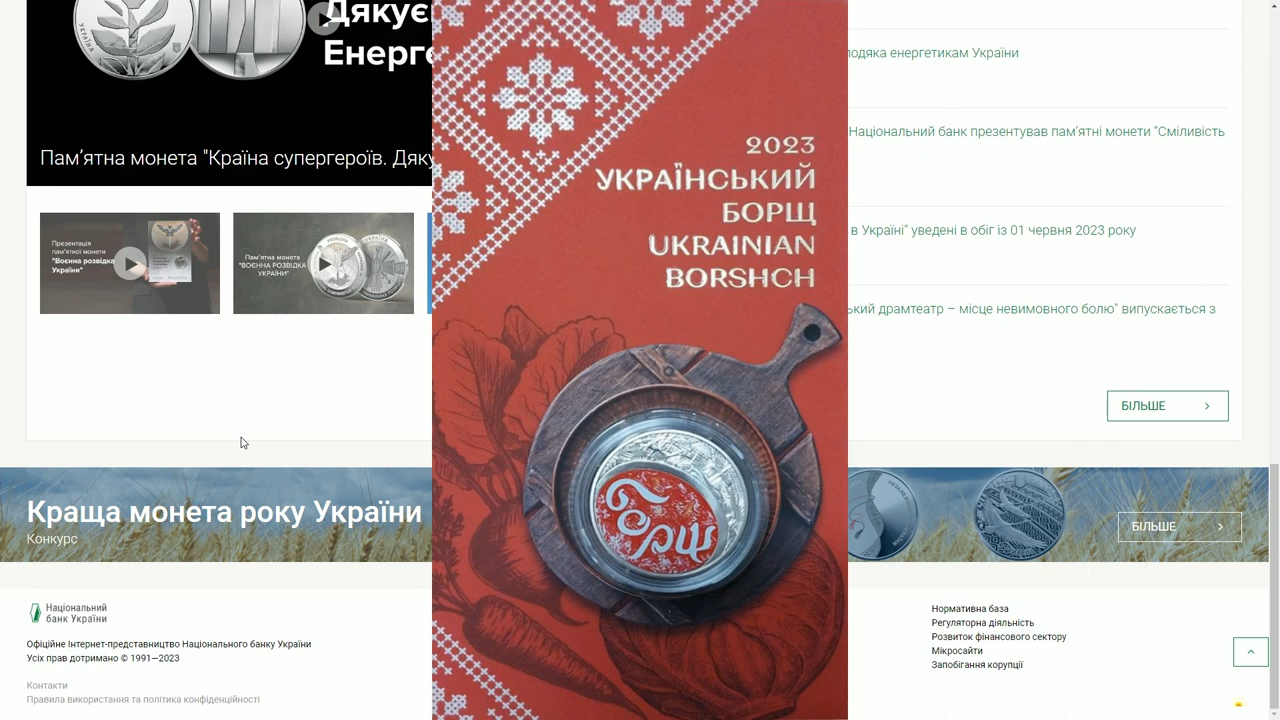 УКРАЇНА
Дякує
Енерге
Пам’ятна монета "Країна супергероїв. Дяку
Презентація
пам’ятної монети
"Воєнна розвідка
України"
Пам’ятна монета
"ВОЄННА РОЗВІДКА
УКРАЇНИ"
2023
УКРАЇНСЬКИЙ
БОРЩ
UKRAINIAN
BORSHCH
Борщ
подяка енергетикам України
Національний банк презентував пам’ятні монети "Сміливість
в Україні" уведені в обіг із 01 червня 2023 року
ський драмтеатр – місце невимовного болю" випускається з
БІЛЬШЕ
Краща монета року України
Конкурс
БІЛЬШЕ
Національний
банк України
Офіційне Інтернет-представництво Національного банку України
Усіх прав дотримано © 1991—2023
Контакти
Правила використання та політика конфіденційності
Нормативна база
Регуляторна діяльність
Розвиток фінансового сектору
Мікросайти
Запобігання корупції